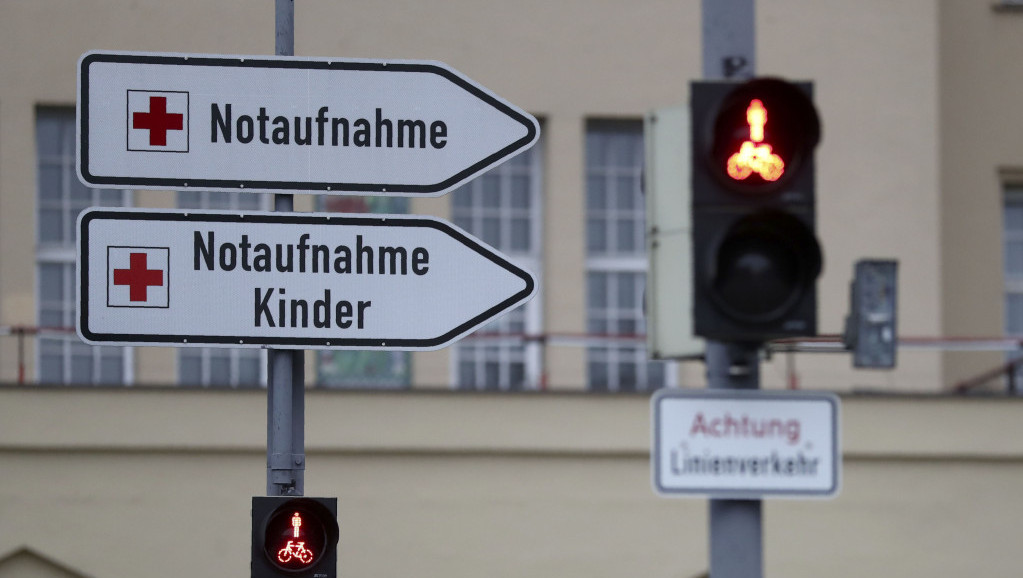 Notaufnahme
Notaufnahme
Kinder
Achtung
Linienverkehr